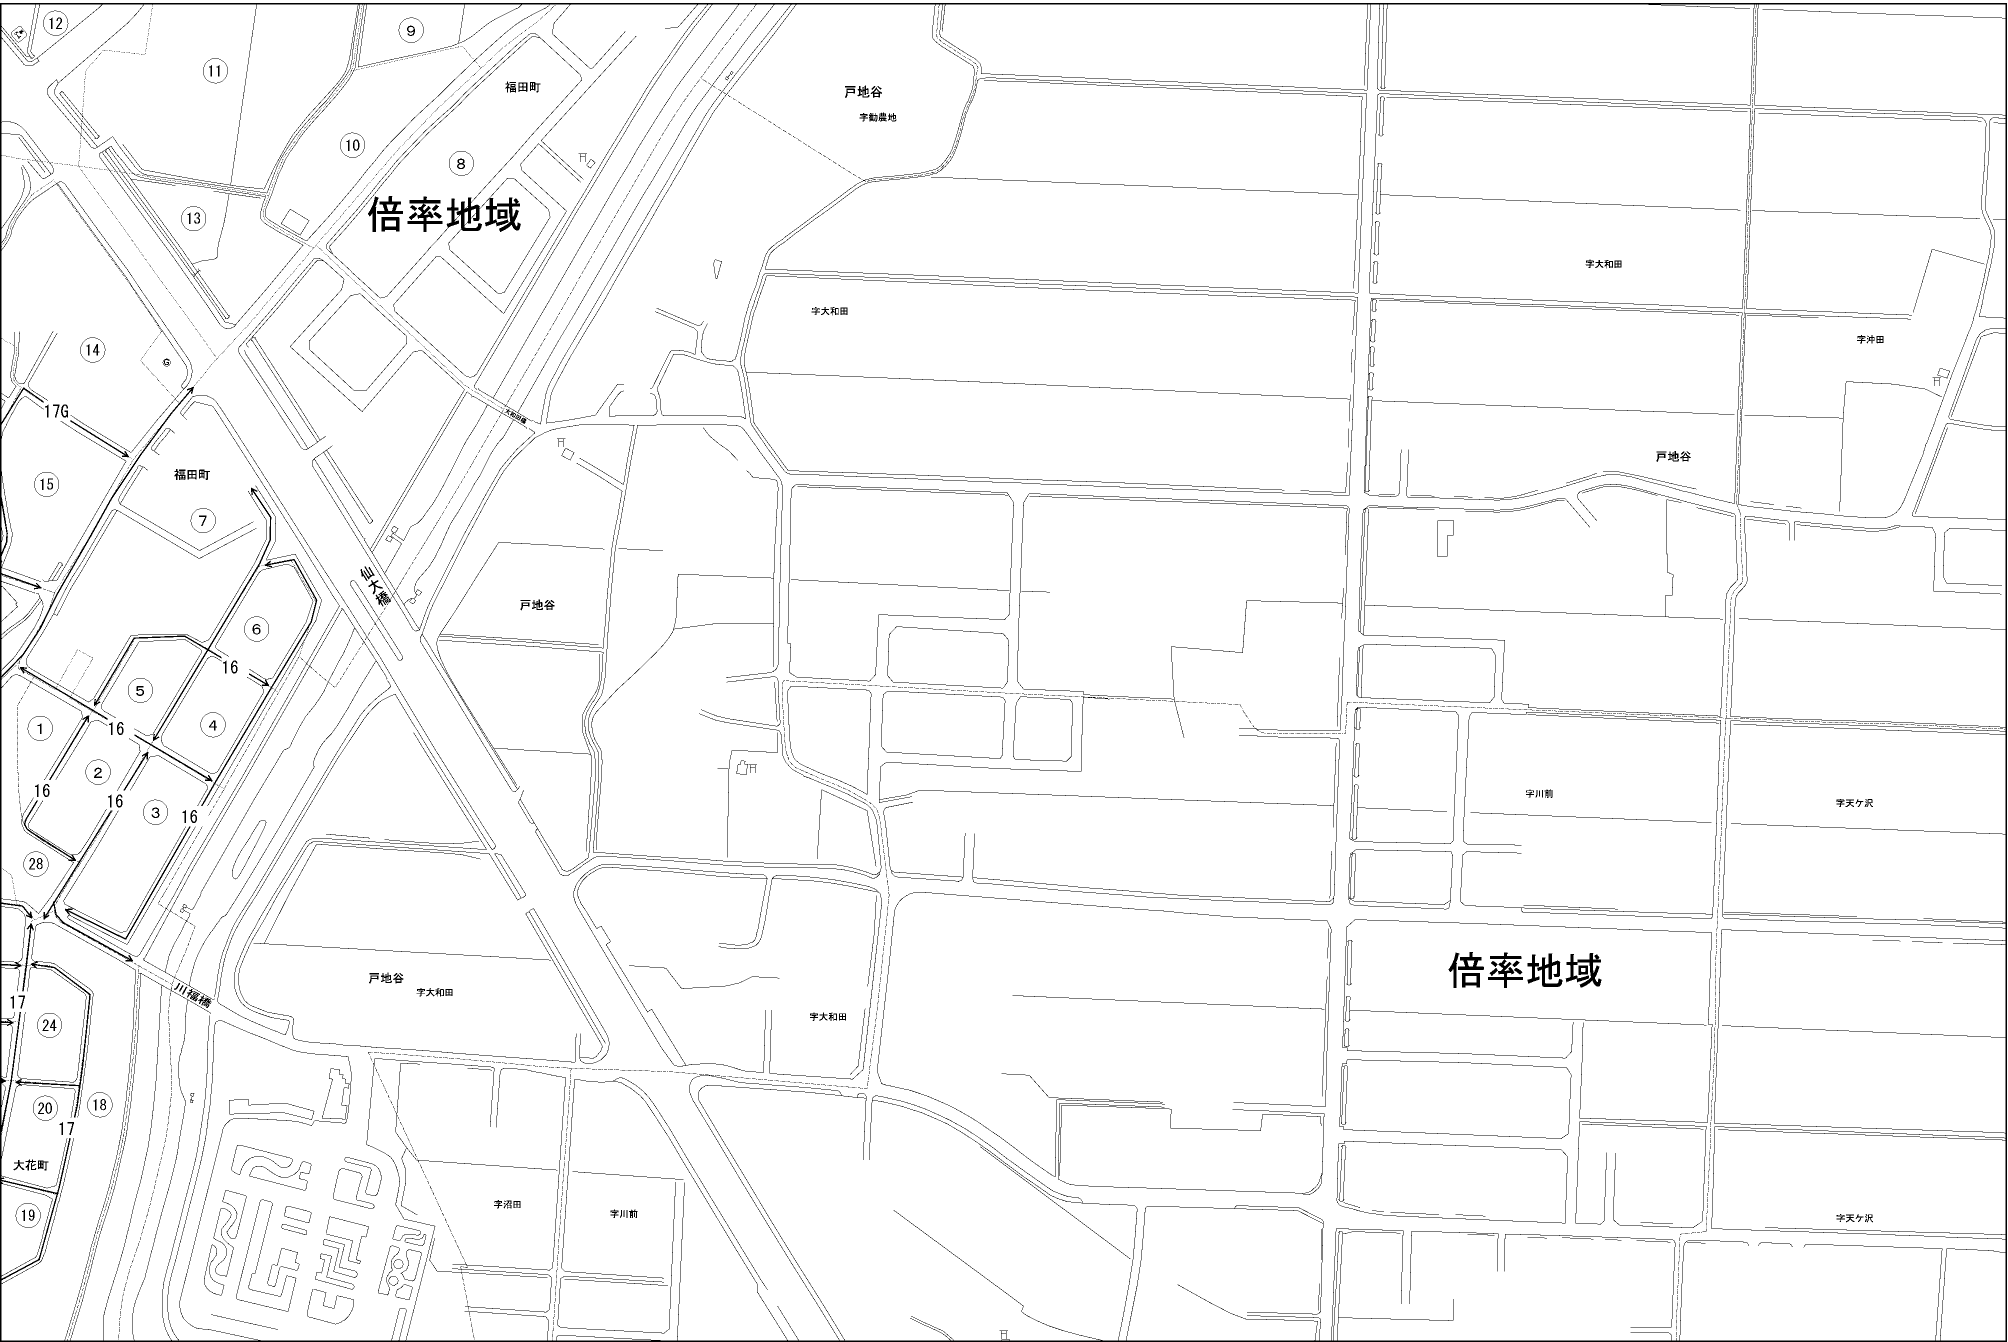 12
9
11
福田町
戸地谷
字勧農地
10
8
13
倍率地域
字大和田
字大和田
14
G
字沖田
17G
大和田橋
福田町
戸地谷
15
7
仙大橋
戸地谷
6
16
5
4
1
16
2
16
16
3
16
字川前
字天ケ沢
28
倍率地域
戸地谷
字大和田
川福橋
17
24
字大和田
20
18
17
大花町
字沼田
字川前
19
字天ケ沢